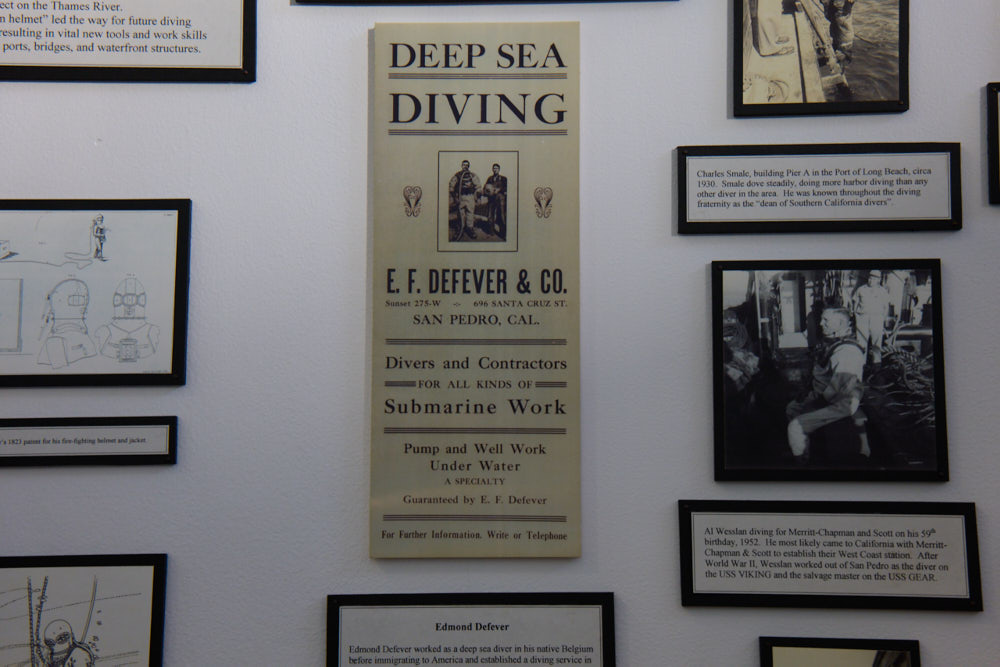 ect on the Thames River.
n helmet" led the way for future diving
resulting in vital new tools and work skills
ports, bridges, and waterfront structures.
's 1823 patent for his fire-fighting helmet and jacket.
DEEP SEA
DIVING
E. F. DEFEVER & CO.
Sunset 275-W -:- 696 SANTA CRUZ ST.
SAN PEDRO, CAL.
Divers and Contractors
FOR ALL KINDS OF
Submarine Work
Pump and Well Work
Under Water
A SPECIALTY
Guaranteed by E. F. Defever
For Further Information, Write or Telephone
Edmond Defever
Edmond Defever worked as a deep sea diver in his native Belgium
before immigrating to America and established a diving service in
Charles Smale, building Pier A in the Port of Long Beach, circa
1930. Smale dove steadily, doing more harbor diving than any
other diver in the area. He was known throughout the diving
fraternity as the "dean of Southern California divers".
Al Wesslan diving for Merritt-Chapman and Scott on his 59th
birthday, 1952. He most likely came to California with Merritt-
Chapman & Scott to establish their West Coast station. After
World War II, Wesslan worked out of San Pedro as the diver on
the USS VIKING and the salvage master on the USS GEAR.